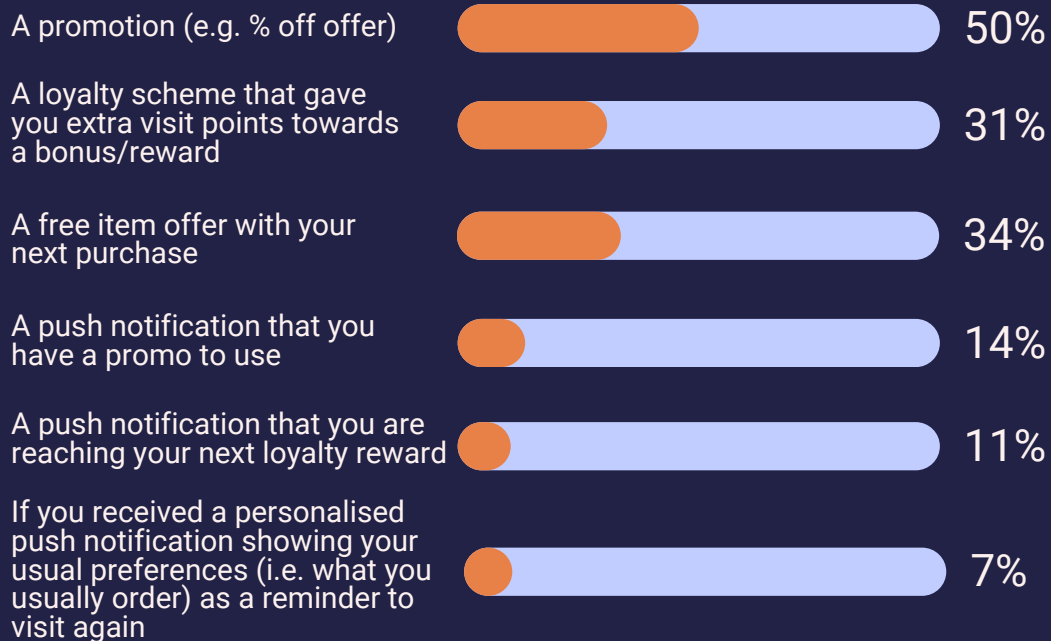 A promotion (e.g. % off offer)
50%
A loyalty scheme that gave
you extra visit points towards
a bonus/reward
31%
A free item offer with your
next purchase
34%
A push notification that you
have a promo to use
14%
A push notification that you are
reaching your next loyalty reward
11%
If you received a personalised
push notification showing your
usual preferences (i.e. what you
usually order) as a reminder to
visit again
7%